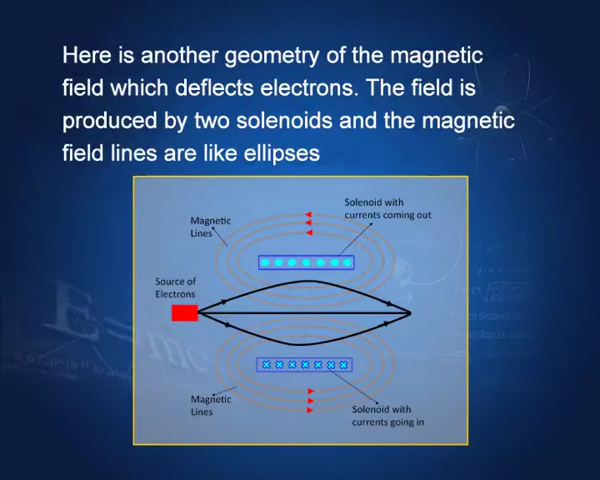 Here is another geometry of the magnetic
field which deflects electrons. The field is
produced by two solenoids and the magnetic
field lines are like ellipses
Solenoid with
currents coming out
Magnetic
Lines
Source of
Electrons
Magnetic
Lines
Solenoid with
currents going in
E=mc